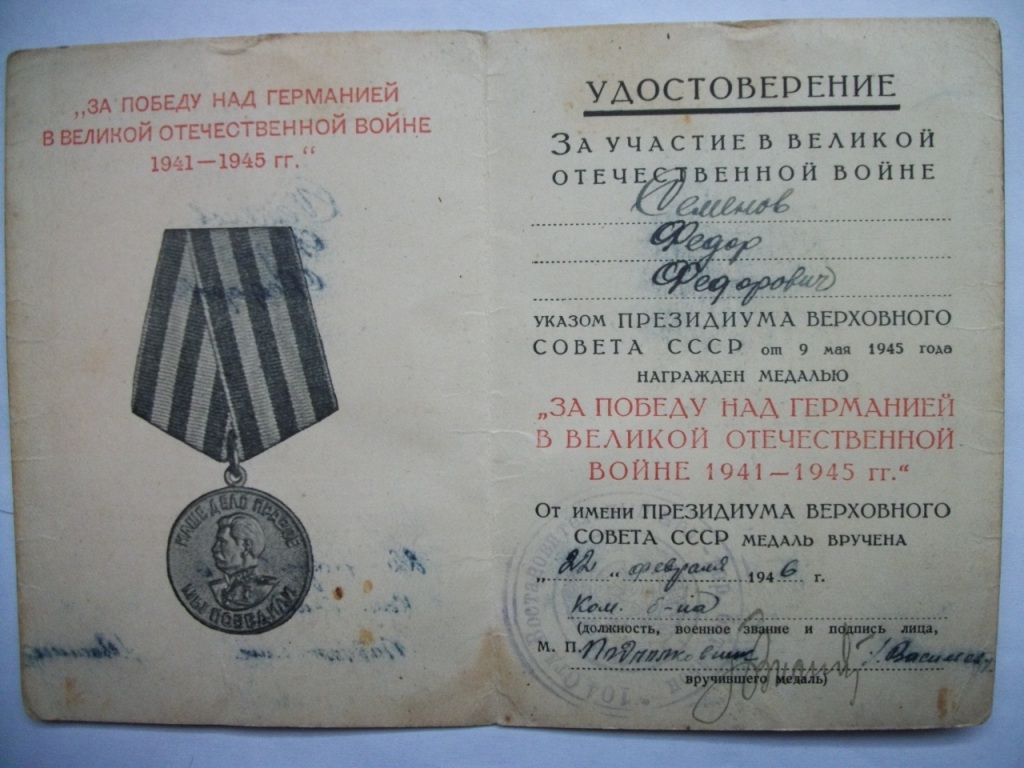 „ЗА ПОБЕДУ НАД ГЕРМАНИЕЙ
В ВЕЛИКОЙ ОТЕЧЕСТВЕННОЙ ВОЙНЕ
1941—1945 гг.“
НАШЕ ДЕЛО ПРАВОЕ
МЫ ПОБЕДИЛИ
УДОСТОВЕРЕНИЕ
ЗА УЧАСТИЕ В ВЕЛИКОЙ
ОТЕЧЕСТВЕННОЙ ВОЙНЕ
Семенов
Федор
Федорович
УКАЗОМ ПРЕЗИДИУМА ВЕРХОВНОГО
СОВЕТА СССР от 9 мая 1945 года
НАГРАЖДЕН МЕДАЛЬЮ
„ЗА ПОБЕДУ НАД ГЕРМАНИЕЙ
В ВЕЛИКОЙ ОТЕЧЕСТВЕННОЙ
ВОЙНЕ 1941—1945 гг.“
ОТ ИМЕНИ ПРЕЗИДИУМА ВЕРХОВНОГО
СОВЕТА СССР МЕДАЛЬ ВРУЧЕНА
„22“ февраля 1946 г.
Ком. б-на
(должность, военное звание и подпись лица,
М. П. Подполковник /Василец/
вручившего медаль)